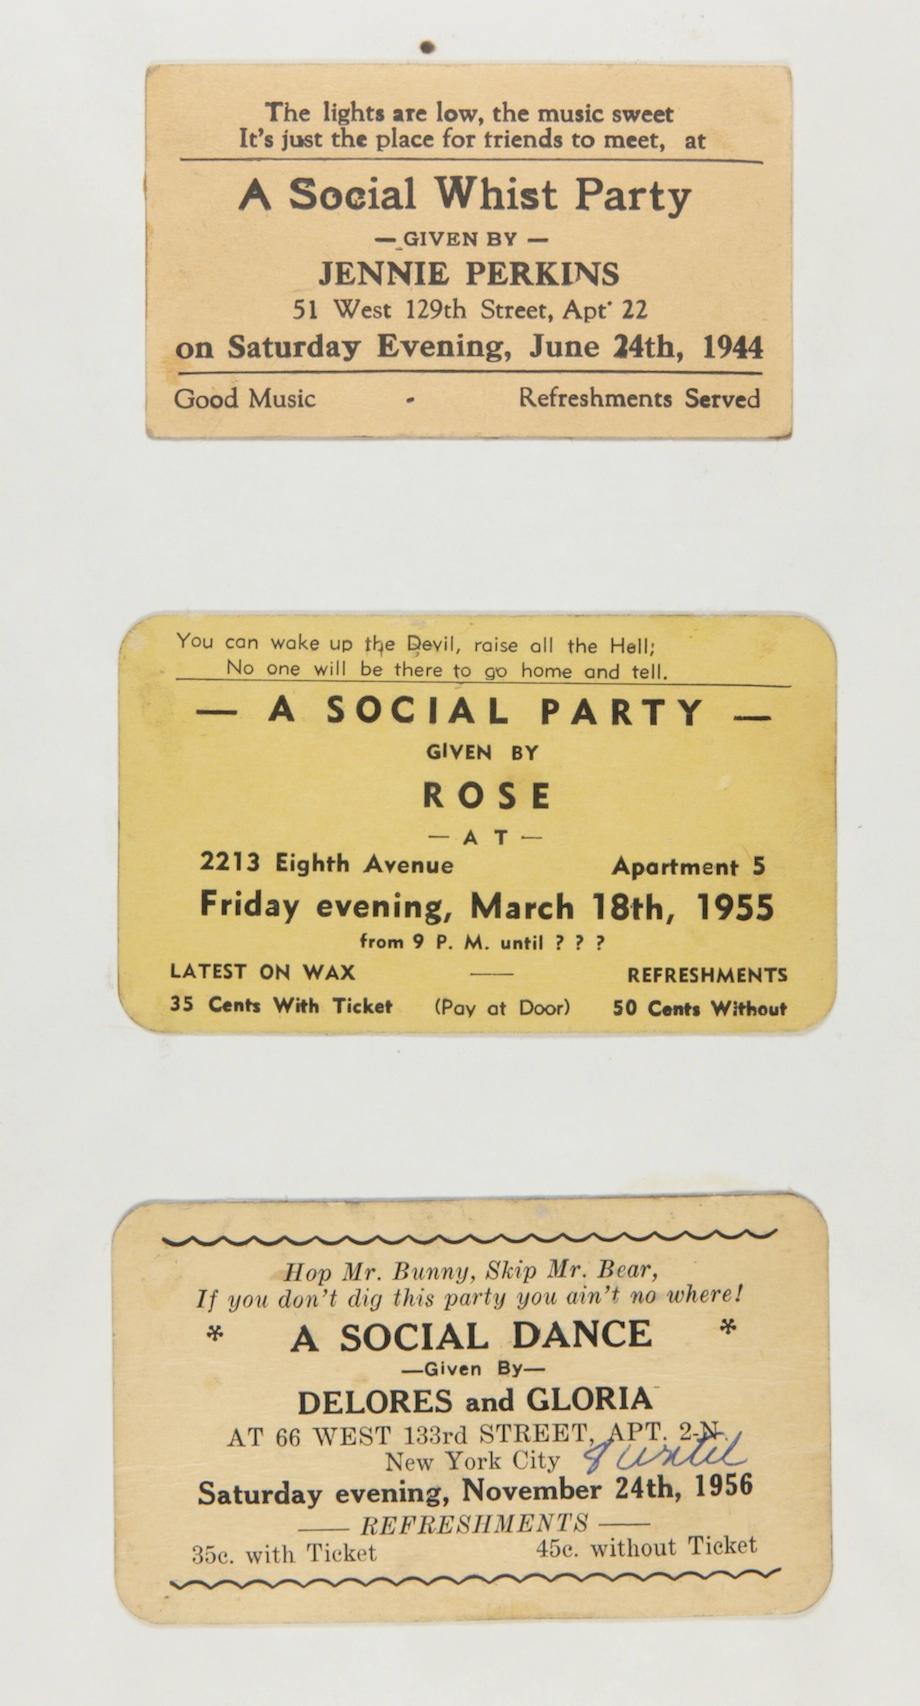 The lights are low, the music sweet
It's just the place for friends to meet, at
A Social Whist Party
— GIVEN BY —
JENNIE PERKINS
51 West 129th Street, Apt· 22
on Saturday Evening, June 24th, 1944
Good Music - Refreshments Served
You can wake up the Devil, raise all the Hell;
No one will be there to go home and tell.
— A SOCIAL PARTY —
GIVEN BY
ROSE
— AT —
2213 Eighth Avenue Apartment 5
Friday evening, March 18th, 1955
from 9 P. M. until ? ? ?
LATEST ON WAX — REFRESHMENTS
35 Cents With Ticket (Pay at Door) 50 Cents Without
Hop Mr. Bunny, Skip Mr. Bear,
If you don't dig this party you ain't no where!
* A SOCIAL DANCE *
—Given By—
DELORES and GLORIA
AT 66 WEST 133rd STREET, APT. 2-N.
New York City 8 until
Saturday evening, November 24th, 1956
— REFRESHMENTS —
35c. with Ticket 45c. without Ticket